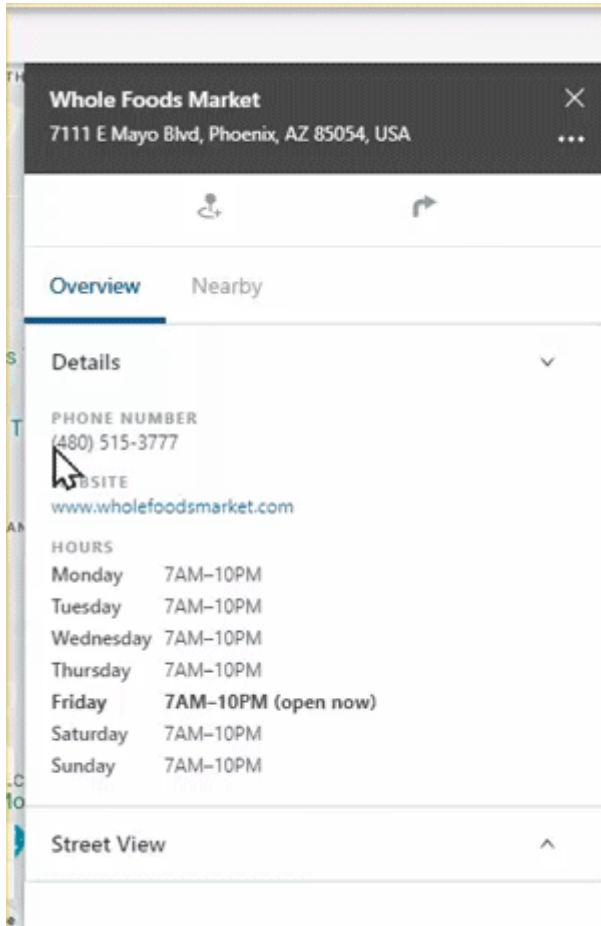 Whole Foods Market
7111 E Mayo Blvd, Phoenix, AZ 85054, USA
Overview Nearby
Details
PHONE NUMBER
(480) 515-3777
BSITE
www.wholefoodsmarket.com
HOURS
Monday 7AM–10PM
Tuesday 7AM–10PM
Wednesday 7AM–10PM
Thursday 7AM–10PM
Friday 7AM–10PM (open now)
Saturday 7AM–10PM
Sunday 7AM–10PM
Street View